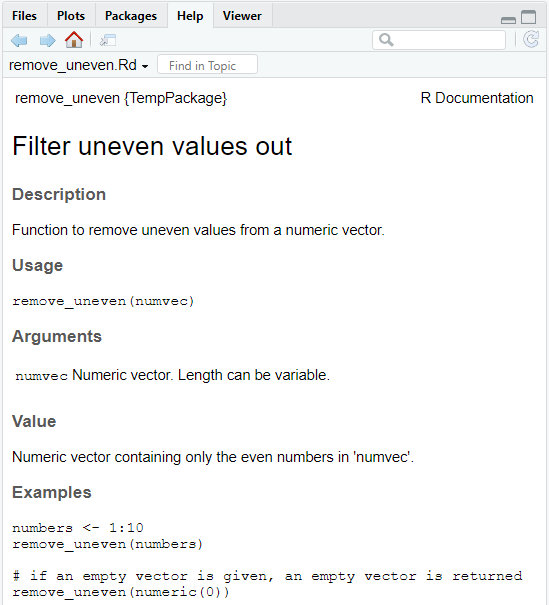 Files Plots Packages Help Viewer
remove_uneven.Rd Find in Topic
remove_uneven {TempPackage} R Documentation
Filter uneven values out
Description
Function to remove uneven values from a numeric vector.
Usage
remove_uneven(numvec)
Arguments
numvec Numeric vector. Length can be variable.
Value
Numeric vector containing only the even numbers in 'numvec'.
Examples
numbers <- 1:10
remove_uneven(numbers)
# if an empty vector is given, an empty vector is returned
remove_uneven(numeric(0))